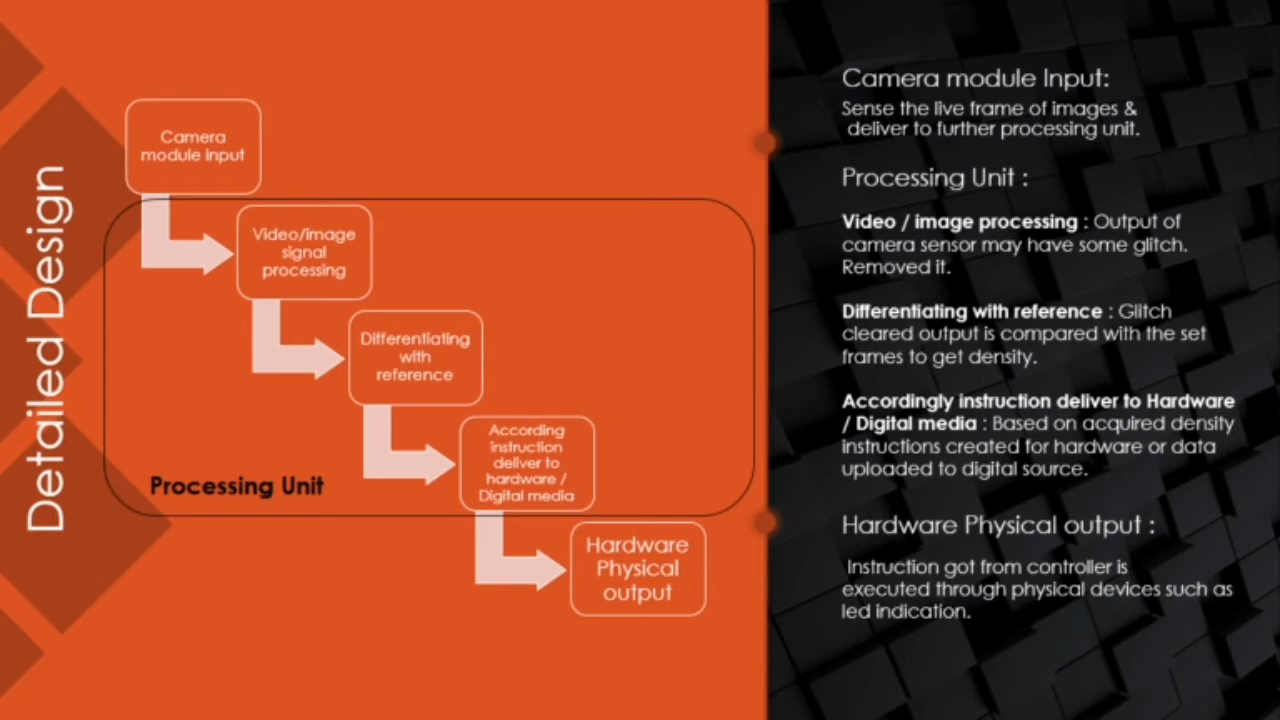 Detailed Design
Camera
module input
Video/image
signal
processing
Differentiating
with
reference
According
instruction
deliver to
hardware /
Digital media
Processing Unit
Hardware
Physical
output
Camera module Input:
Sense the live frame of images &
deliver to further processing unit.
Processing Unit :
Video / image processing : Output of
camera sensor may have some glitch.
Removed it.
Differentiating with reference : Glitch
cleared output is compared with the set
frames to get density.
Accordingly instruction deliver to Hardware
/ Digital media : Based on acquired density
instructions created for hardware or data
uploaded to digital source.
Hardware Physical output :
Instruction got from controller is
executed through physical devices such as
led indication.